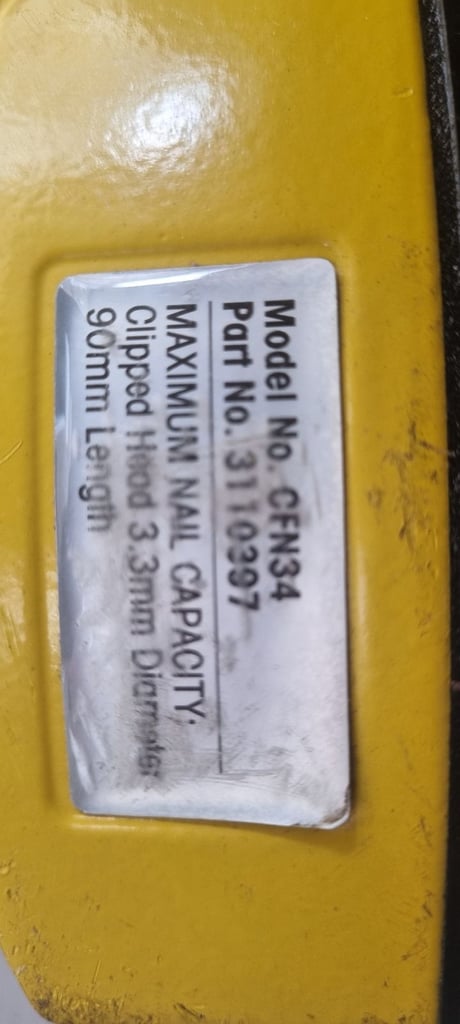 Model No. CFN34
Part No. 3110397
MAXIMUM NAIL CAPACITY:
Clipped Head 3.3mm Diameter
90mm Length